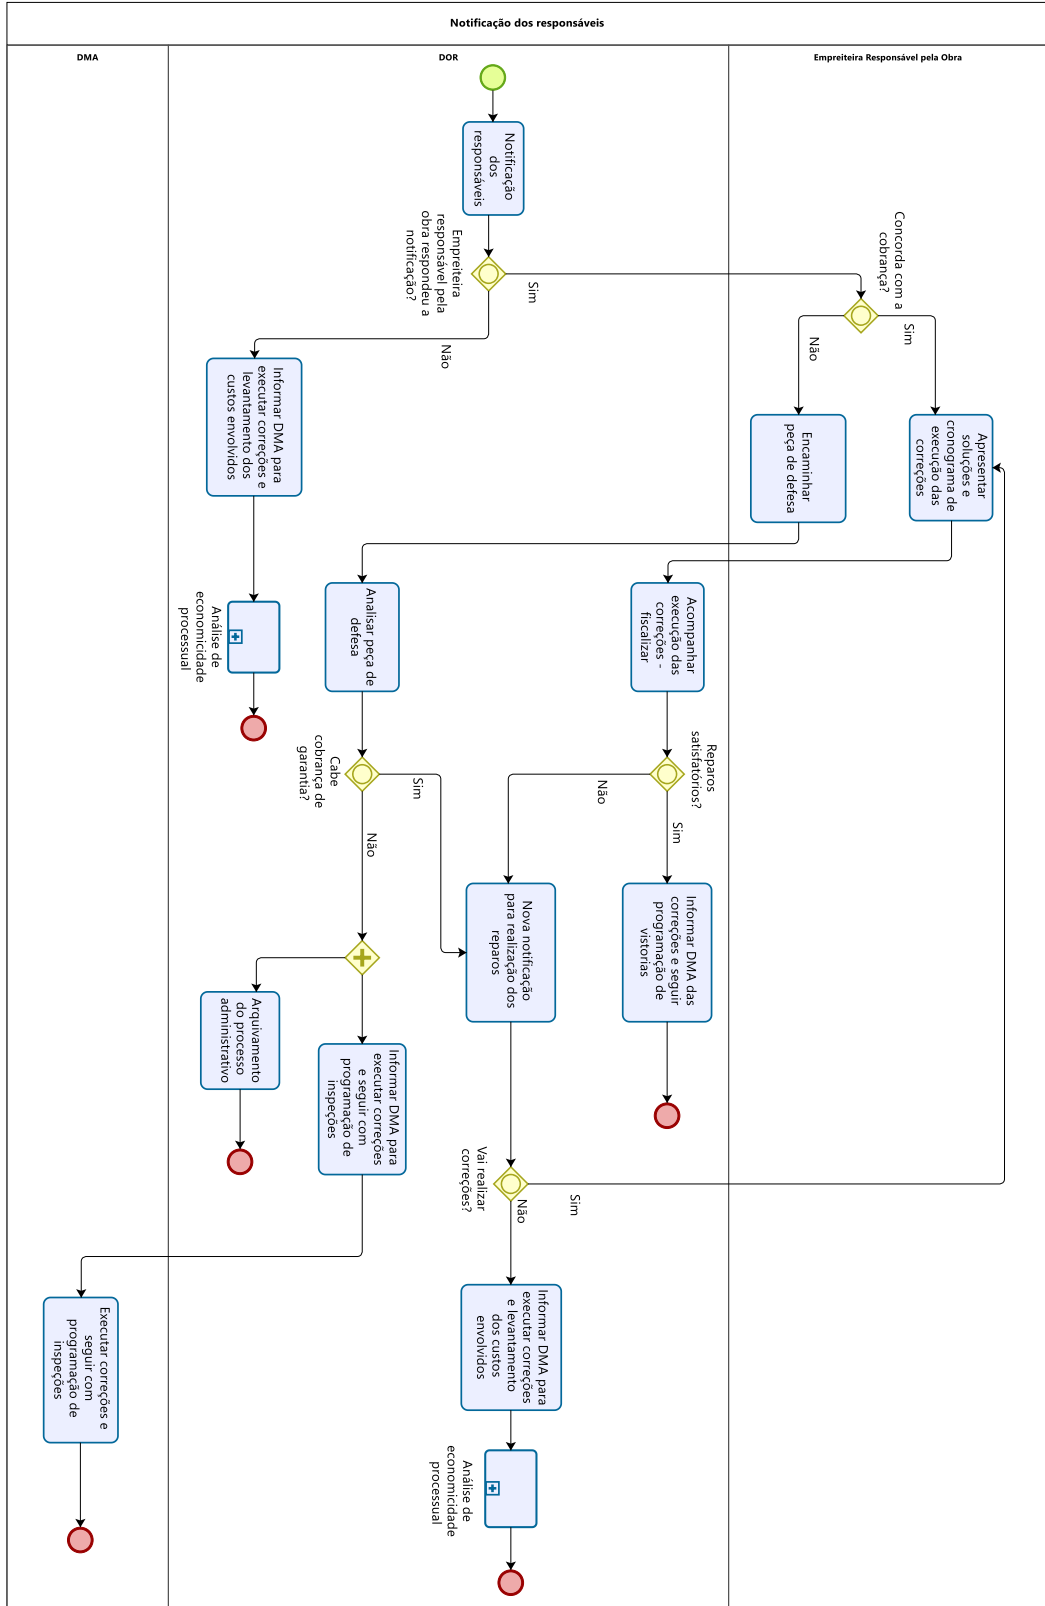 Notificação dos responsáveis
DMA
DOR
Empreiteira Responsável pela Obra
Notificação
dos
responsáveis
Empreiteira
responsável pela
obra respondeu a
notificação?
Sim
Não
Concorda com a
cobrança?
Sim
Não
Informar DMA para
executar correções e
levantamento dos
custos envolvidos
Encaminhar
peça de defesa
Apresentar
soluções e
cronograma de
execução das
correções
Análise de
economicidade
processual
Analisar peça de
defesa
Acompanhar
execução das
correções -
fiscalizar
Cabe
cobrança de
garantia?
Sim
Não
Reparos
satisfatórios?
Não
Sim
Nova notificação
para realização dos
reparos
Informar DMA das
correções e seguir
programação de
vistorias
Arquivamento
do processo
administrativo
Informar DMA para
executar correções
e seguir com
programação de
inspeções
Vai realizar
correções?
Não
Sim
Executar correções e
seguir com
programação de
inspeções
Informar DMA para
executar correções
e levantamento
dos custos
envolvidos
Análise de
economicidade
processual